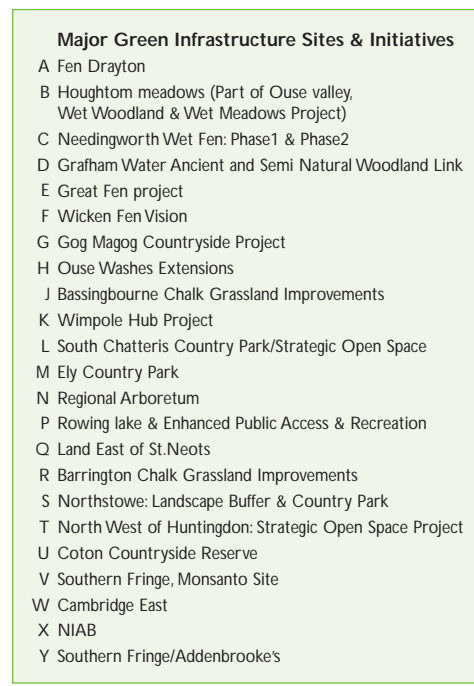 Major Green Infrastructure Sites & Initiatives
A Fen Drayton
B Houghtom meadows (Part of Ouse valley,
Wet Woodland & Wet Meadows Project)
C Needingworth Wet Fen: Phase1 & Phase2
D Grafham Water Ancient and Semi Natural Woodland Link
E Great Fen project
F Wicken Fen Vision
G Gog Magog Countryside Project
H Ouse Washes Extensions
J Bassingbourne Chalk Grassland Improvements
K Wimpole Hub Project
L South Chatteris Country Park/Strategic Open Space
M Ely Country Park
N Regional Arboretum
P Rowing lake & Enhanced Public Access & Recreation
Q Land East of St.Neots
R Barrington Chalk Grassland Improvements
S Northstowe: Landscape Buffer & Country Park
T North West of Huntingdon: Strategic Open Space Project
U Coton Countryside Reserve
V Southern Fringe, Monsanto Site
W Cambridge East
X NIAB
Y Southern Fringe/Addenbrooke's